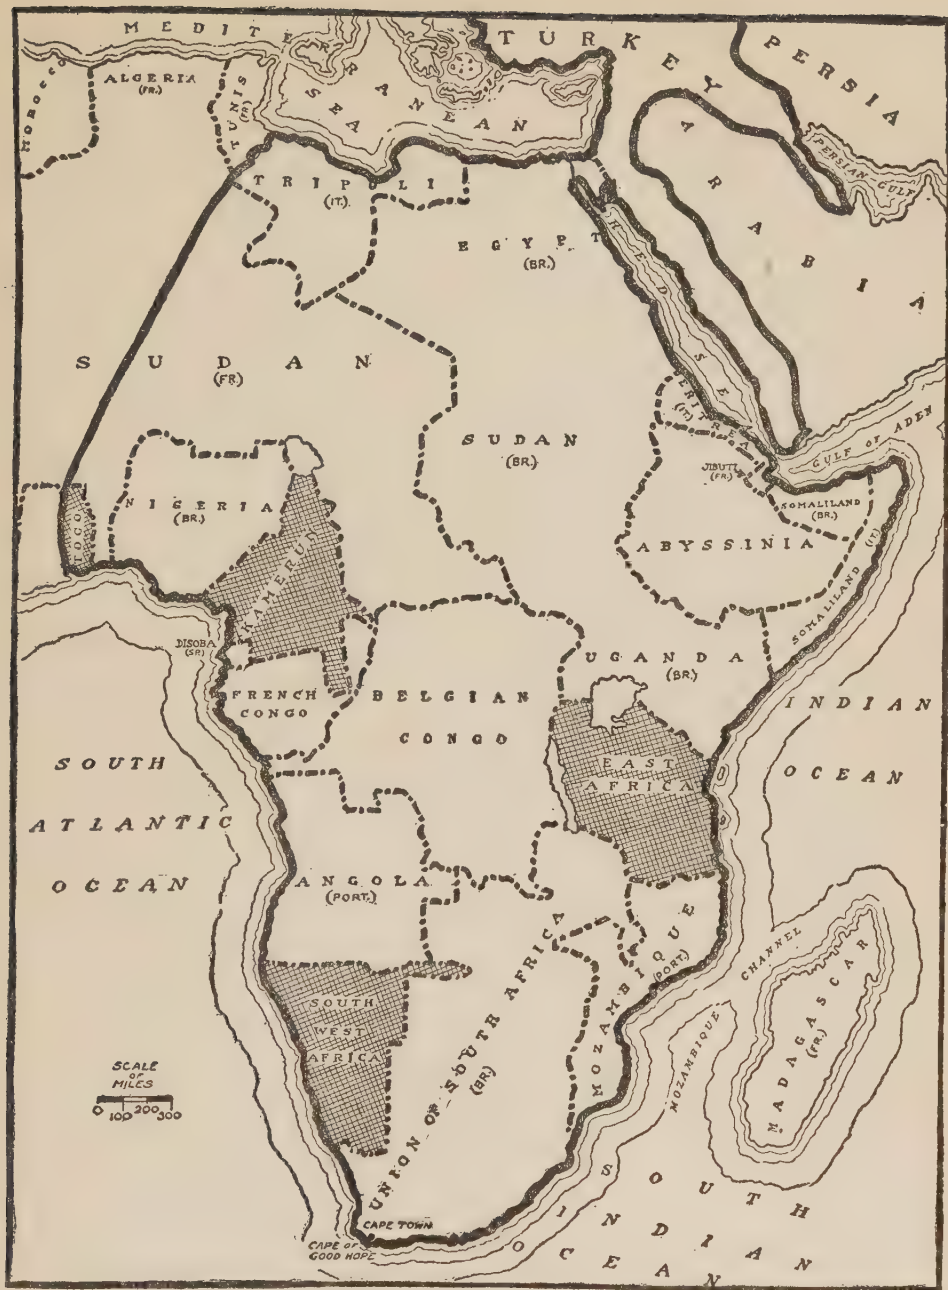 MEDITERRANEAN
SEA
TURKEY
PERSIA
MOROCCO
ALGERIA
(FR.)
TUNIS
(FR)
PERSIAN-GULF
ARABIA
TRIPOLI
(IT.)
EGYPT
(BR.)
RED SEA
SUDAN
(FR.)
ERITREA
(IT.)
SUDAN
(BR.)
GULF OF ADEN
JIBUTI
(FR.)
SOMALILAND
(BR.)
NIGERIA
(BR.)
TOGO
KAMERUN
ABYSSINIA
SOMALILAND (IT.)
DISOBA
(SP.)
UGANDA
(BR.)
FRENCH
CONGO
BELGIAN
CONGO
INDIAN
OCEAN
EAST
AFRICA
SOUTH
ATLANTIC
OCEAN
ANGOLA
(PORT.)
MOZAMBIQUE
(PORT.)
CHANNEL
MOZAMBIQUE
MADAGASCAR
(FR.)
SOUTH
WEST
AFRICA
UNION OF SOUTH AFRICA
(BR.)
SCALE
OF
MILES
0 100 200 300
CAPE TOWN
CAPE OF
GOOD HOPE
SOUTH
INDIAN
OCEAN